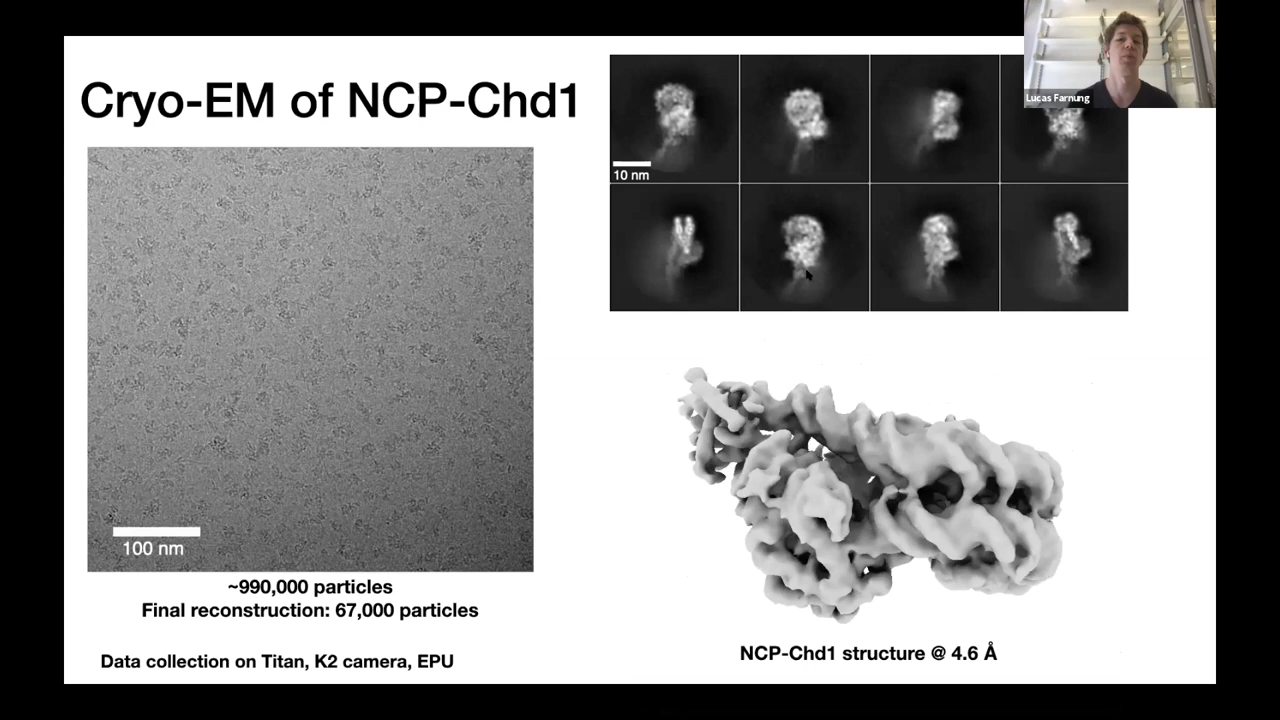 Cryo-EM of NCP-Chd1
Lucas Farnung
10 nm
100 nm
~990,000 particles
Final reconstruction: 67,000 particles
Data collection on Titan, K2 camera, EPU
NCP-Chd1 structure @ 4.6 Å